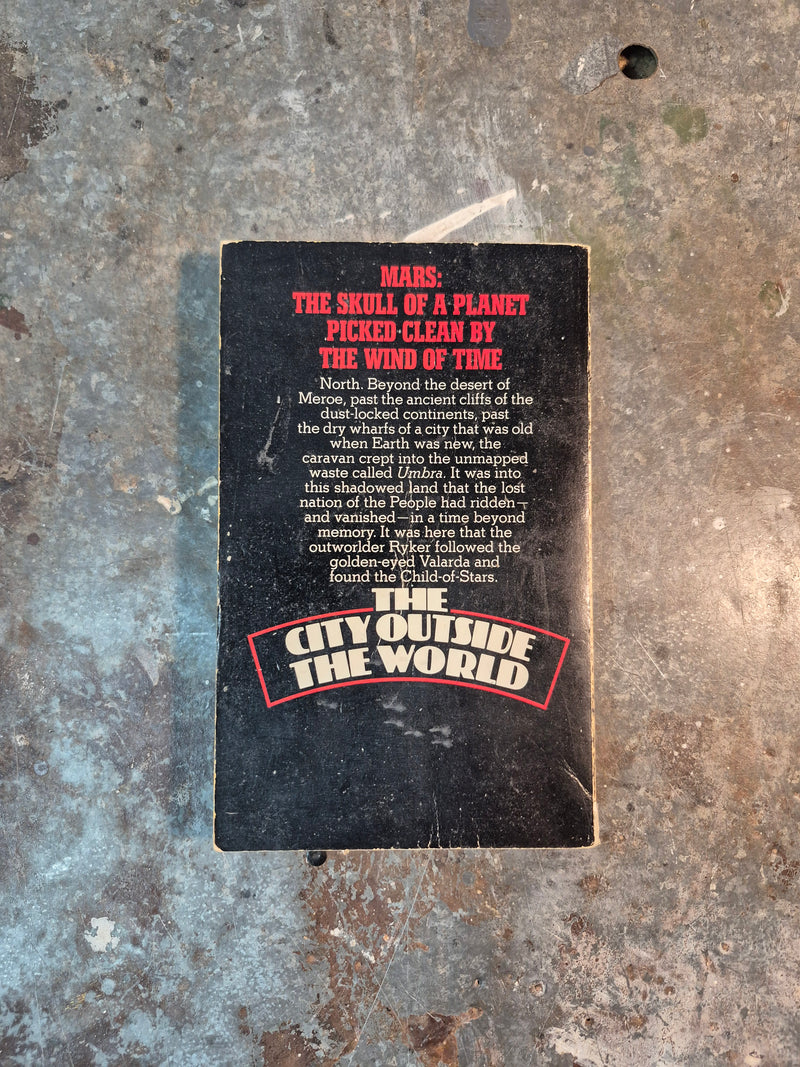 MARS:
THE SKULL OF A PLANET
PICKED CLEAN BY
THE WIND OF TIME
North. Beyond the desert of
Meroe, past the ancient cliffs of the
dust-locked continents, past
the dry wharfs of a city that was old
when Earth was new, the
caravan crept into the unmapped
waste called Umbra. It was into
this shadowed land that the lost
nation of the People had ridden—
and vanished—in a time beyond
memory. It was here that the
outworlder Ryker followed the
golden-eyed Valarda and
found the Child-of-Stars.
THE
CITY OUTSIDE
THE WORLD